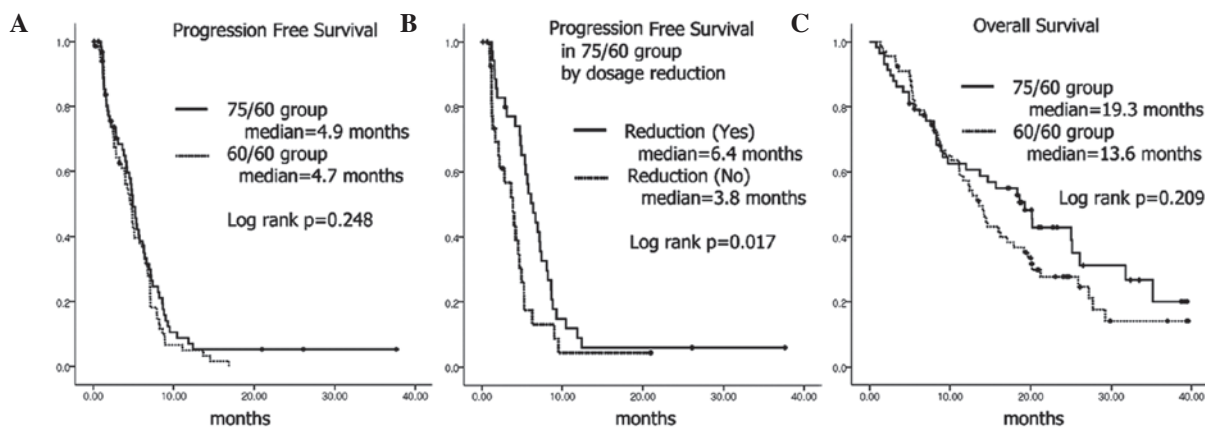 A
Progression Free Survival
75/60 group
median=4.9 months
60/60 group
median=4.7 months
Log rank p=0.248
1.0
0.8
0.6
0.4
0.2
0.0
0.00
10.00
20.00
30.00
40.00
months
B
Progression Free Survival
in 75/60 group
by dosage reduction
Reduction (Yes)
median=6.4 months
Reduction (No)
median=3.8 months
Log rank p=0.017
1.0
0.8
0.6
0.4
0.2
0.0
0.00
10.00
20.00
30.00
40.00
months
C
Overall Survival
75/60 group
median=19.3 months
60/60 group
median=13.6 months
Log rank p=0.209
1.0
0.8
0.6
0.4
0.2
0.0
0.00
10.00
20.00
30.00
40.00
months